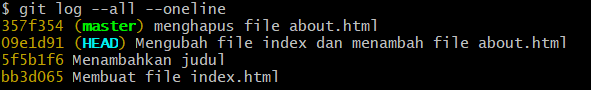 $ git log --all --oneline
357f354 (master) menghapus file about.html
09e1d91 (HEAD) Mengubah file index dan menambah file about.html
5f5b1f6 Menambahkan judul
bb3d065 Membuat file index.html